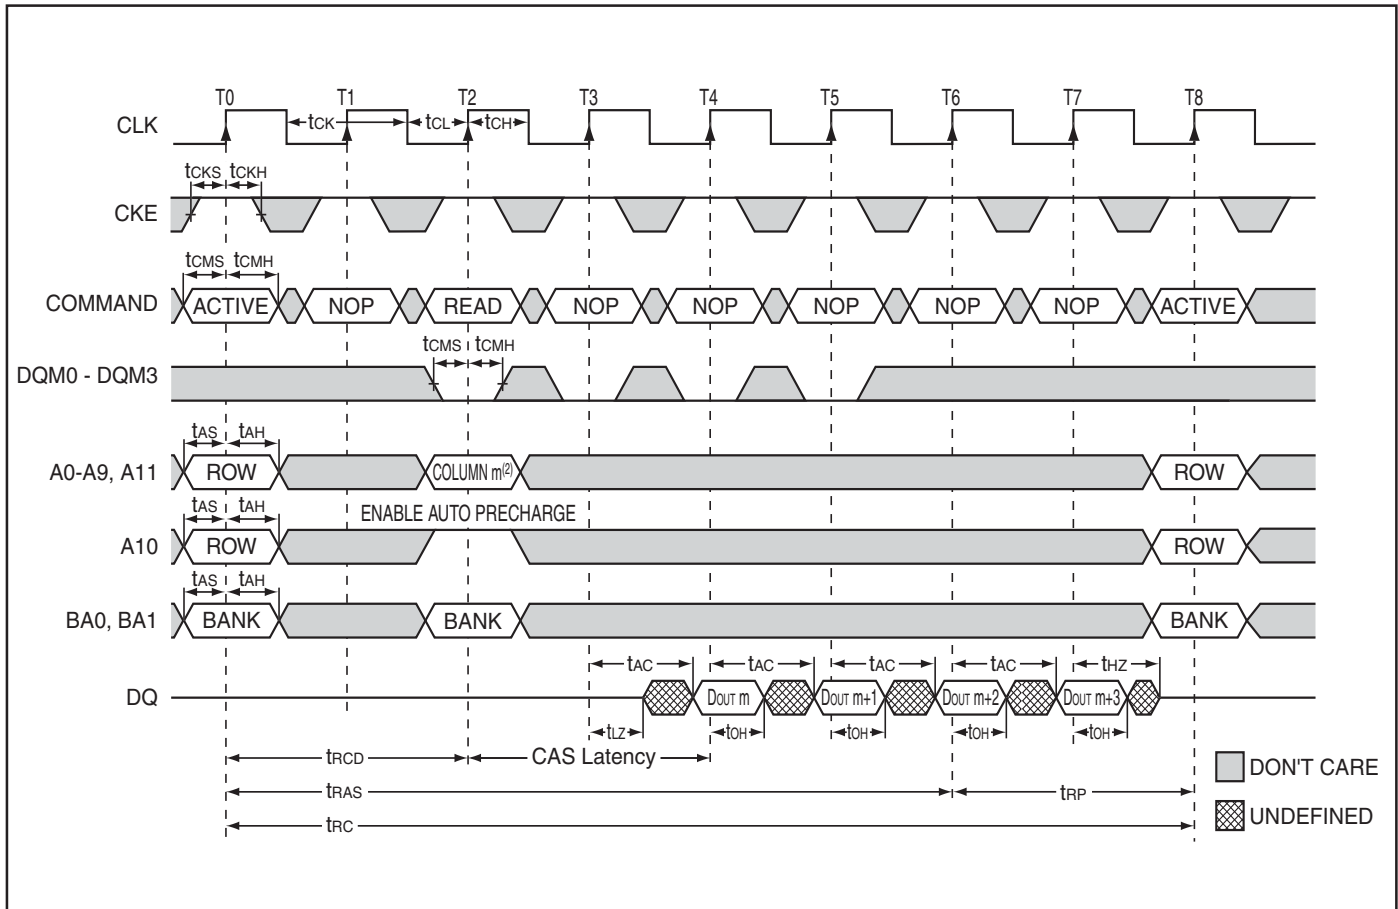 T0 T1 T2 T3 T4 T5 T6 T7 T8
CLK tCK tCL tCH
tCKS tCKH
CKE
tCMS tCMH
COMMAND ACTIVE NOP READ NOP NOP NOP NOP NOP ACTIVE
tCMS tCMH
DQM0 - DQM3
tAS tAH
A0-A9, A11 ROW COLUMN m(2) ROW
tAS tAH ENABLE AUTO PRECHARGE
A10 ROW ROW
tAS tAH
BA0, BA1 BANK BANK BANK
tAC tAC tAC tAC tHZ
DQ DOUT m DOUT m+1 DOUT m+2 DOUT m+3
tLZ tOH tOH tOH tOH
tRCD CAS Latency
DON'T CARE
tRAS tRP
UNDEFINED
tRC